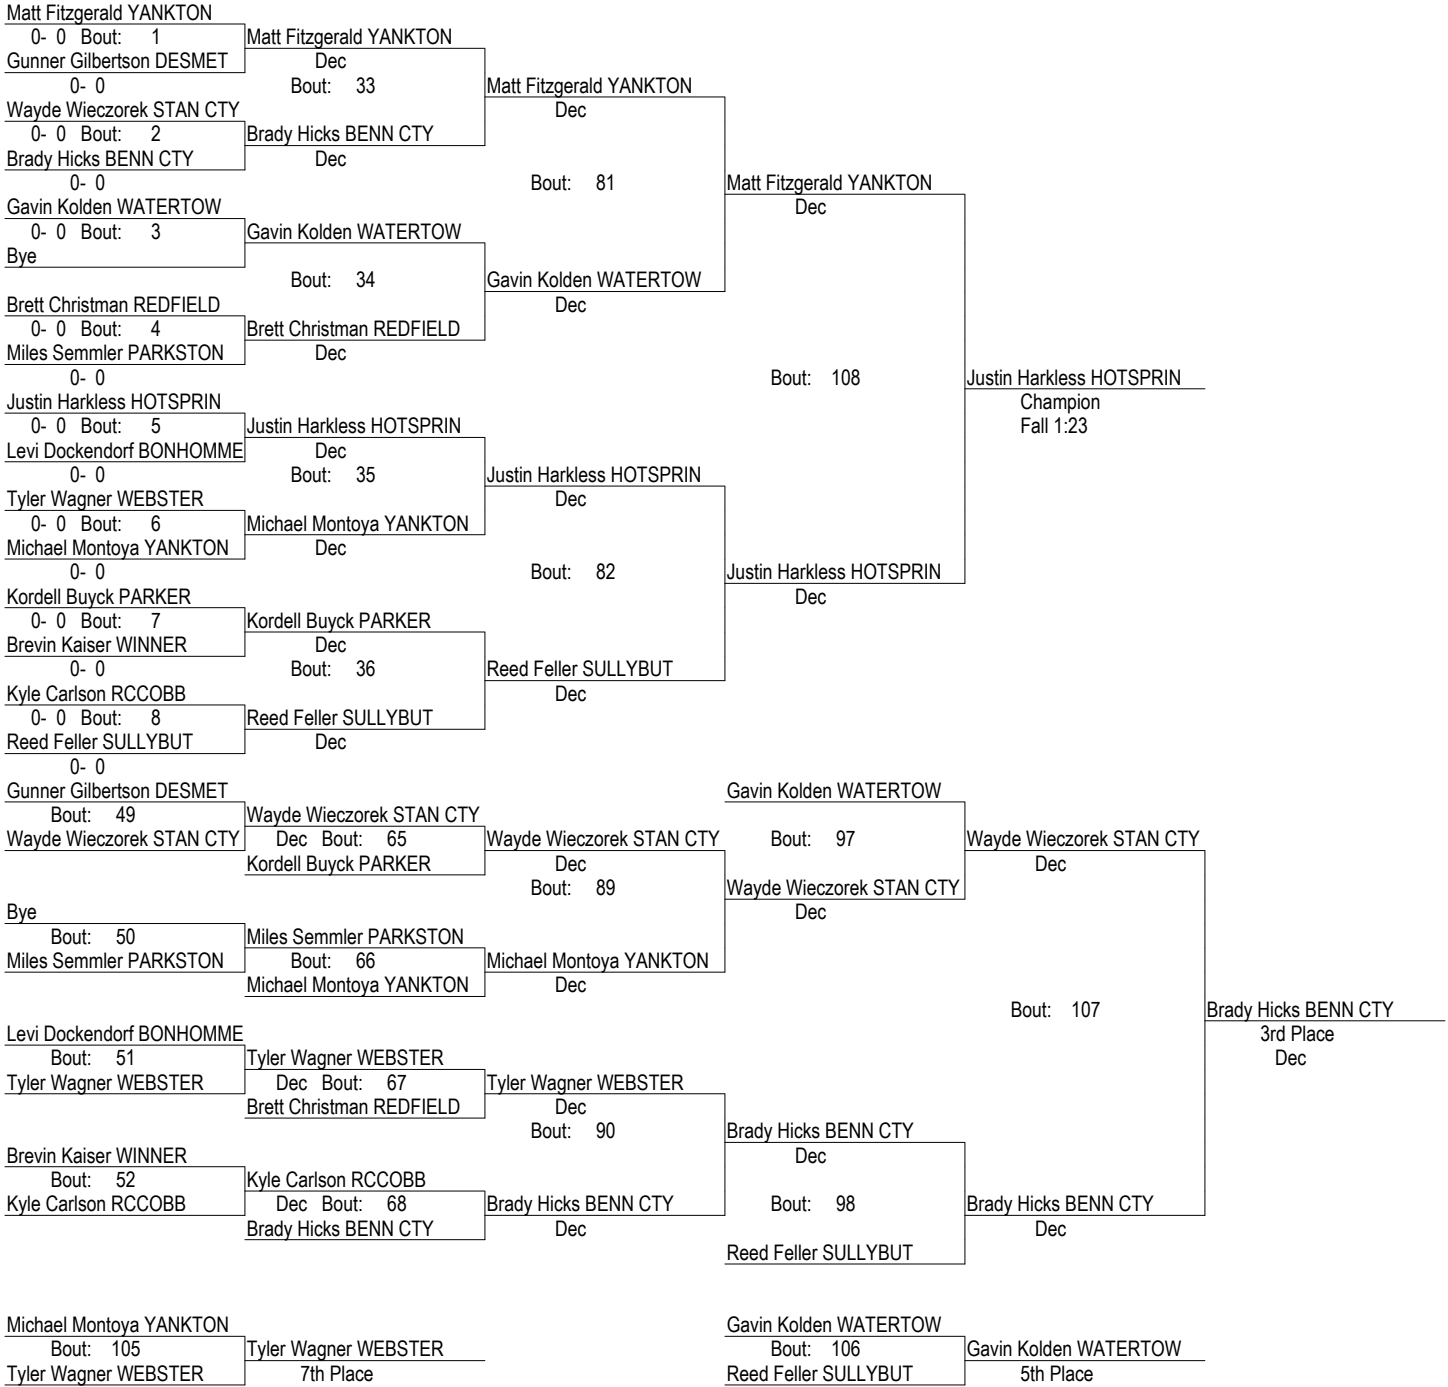 Matt Fitzgerald YANKTON
0- 0 Bout: 1 Matt Fitzgerald YANKTON
Gunner Gilbertson DESMET Dec
0- 0 Bout: 33 Matt Fitzgerald YANKTON
Wayde Wieczorek STAN CTY Dec
0- 0 Bout: 2 Brady Hicks BENN CTY
Brady Hicks BENN CTY Dec
0- 0 Bout: 81 Matt Fitzgerald YANKTON
Gavin Kolden WATERTOW Dec
0- 0 Bout: 3 Gavin Kolden WATERTOW
Bye
Bout: 34 Gavin Kolden WATERTOW
Brett Christman REDFIELD Dec
0- 0 Bout: 4 Brett Christman REDFIELD
Miles Semmler PARKSTON Dec
0- 0 Bout: 108 Justin Harkless HOTSPRIN
Justin Harkless HOTSPRIN Champion
0- 0 Bout: 5 Justin Harkless HOTSPRIN Fall 1:23
Levi Dockendorf BONHOMME Dec
0- 0 Bout: 35 Justin Harkless HOTSPRIN
Tyler Wagner WEBSTER Dec
0- 0 Bout: 6 Michael Montoya YANKTON
Michael Montoya YANKTON Dec
0- 0 Bout: 82 Justin Harkless HOTSPRIN
Kordell Buyck PARKER Dec
0- 0 Bout: 7 Kordell Buyck PARKER
Brevin Kaiser WINNER Dec
0- 0 Bout: 36 Reed Feller SULLYBUT
Kyle Carlson RCCOBB Dec
0- 0 Bout: 8 Reed Feller SULLYBUT
Reed Feller SULLYBUT Dec
0- 0
Gunner Gilbertson DESMET Gavin Kolden WATERTOW
Bout: 49 Wayde Wieczorek STAN CTY
Wayde Wieczorek STAN CTY Dec Bout: 65 Wayde Wieczorek STAN CTY Bout: 97 Wayde Wieczorek STAN CTY
Kordell Buyck PARKER Dec Dec
Bout: 89 Wayde Wieczorek STAN CTY
Bye Dec
Bout: 50 Miles Semmler PARKSTON
Miles Semmler PARKSTON Bout: 66 Michael Montoya YANKTON
Michael Montoya YANKTON Dec
Bout: 107 Brady Hicks BENN CTY
Levi Dockendorf BONHOMME 3rd Place
Bout: 51 Tyler Wagner WEBSTER Dec
Tyler Wagner WEBSTER Dec Bout: 67 Tyler Wagner WEBSTER
Brett Christman REDFIELD Dec
Bout: 90 Brady Hicks BENN CTY
Brevin Kaiser WINNER Dec
Bout: 52 Kyle Carlson RCCOBB
Kyle Carlson RCCOBB Dec Bout: 68 Brady Hicks BENN CTY Bout: 98 Brady Hicks BENN CTY
Brady Hicks BENN CTY Dec Dec
Reed Feller SULLYBUT
Michael Montoya YANKTON Gavin Kolden WATERTOW
Bout: 105 Tyler Wagner WEBSTER Bout: 106 Gavin Kolden WATERTOW
Tyler Wagner WEBSTER 7th Place Reed Feller SULLYBUT 5th Place